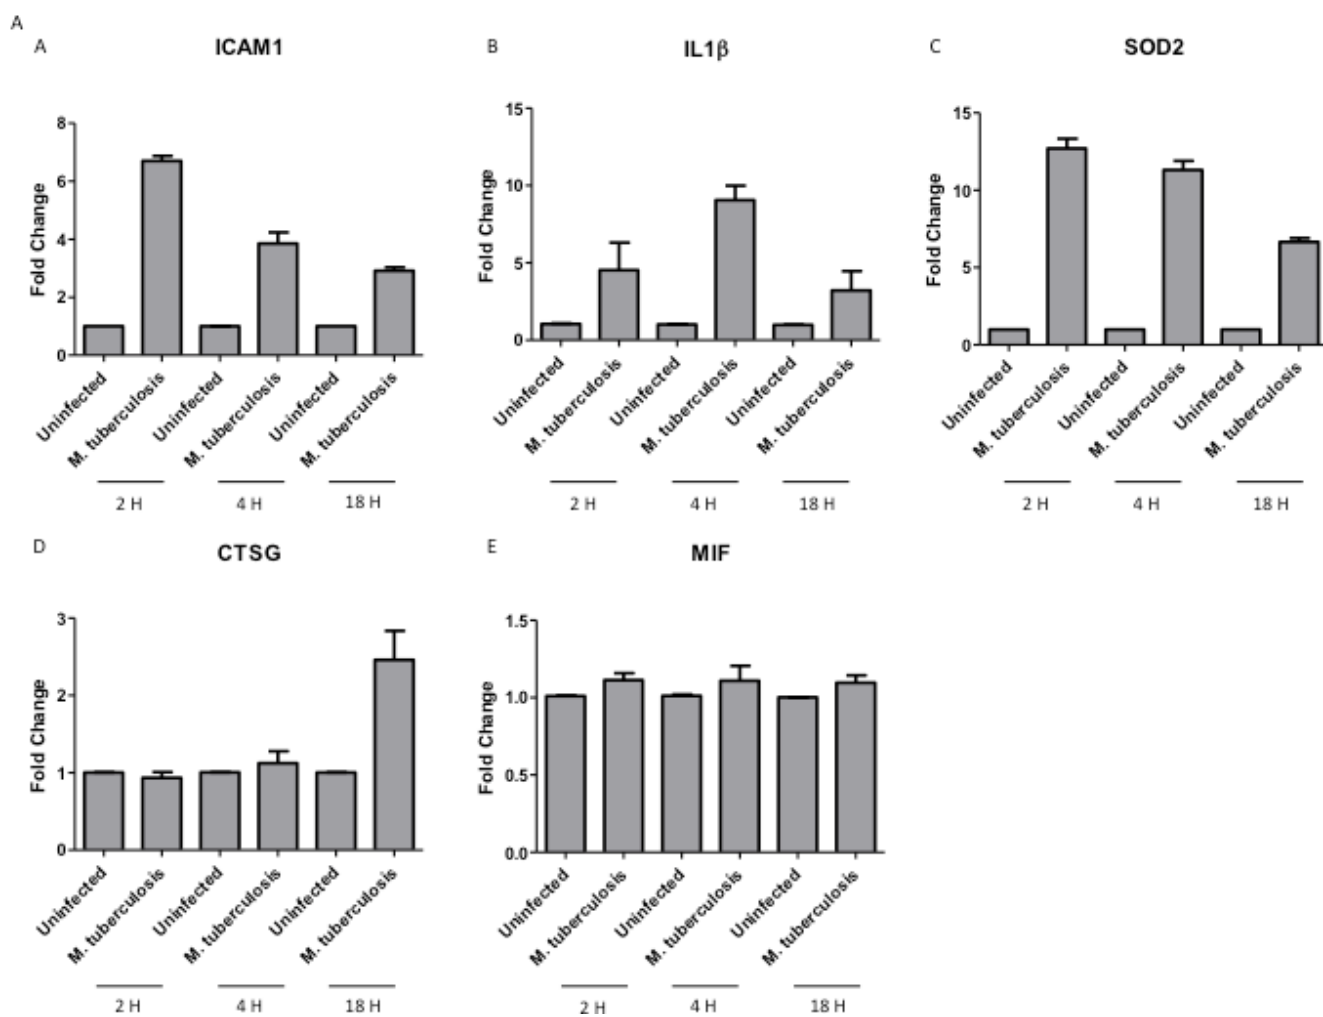 A
A ICAM1
Fold Change
8
6
4
2
0
Uninfected
M. tuberculosis
Uninfected
M. tuberculosis
Uninfected
M. tuberculosis
2 H 4 H 18 H
B IL1β
Fold Change
15
10
5
0
Uninfected
M. tuberculosis
Uninfected
M. tuberculosis
Uninfected
M. tuberculosis
2 H 4 H 18 H
C SOD2
Fold Change
15
10
5
0
Uninfected
M. tuberculosis
Uninfected
M. tuberculosis
Uninfected
M. tuberculosis
2 H 4 H 18 H
D CTSG
Fold Change
3
2
1
0
Uninfected
M. tuberculosis
Uninfected
M. tuberculosis
Uninfected
M. tuberculosis
2 H 4 H 18 H
E MIF
Fold Change
1.5
1.0
0.5
0.0
Uninfected
M. tuberculosis
Uninfected
M. tuberculosis
Uninfected
M. tuberculosis
2 H 4 H 18 H